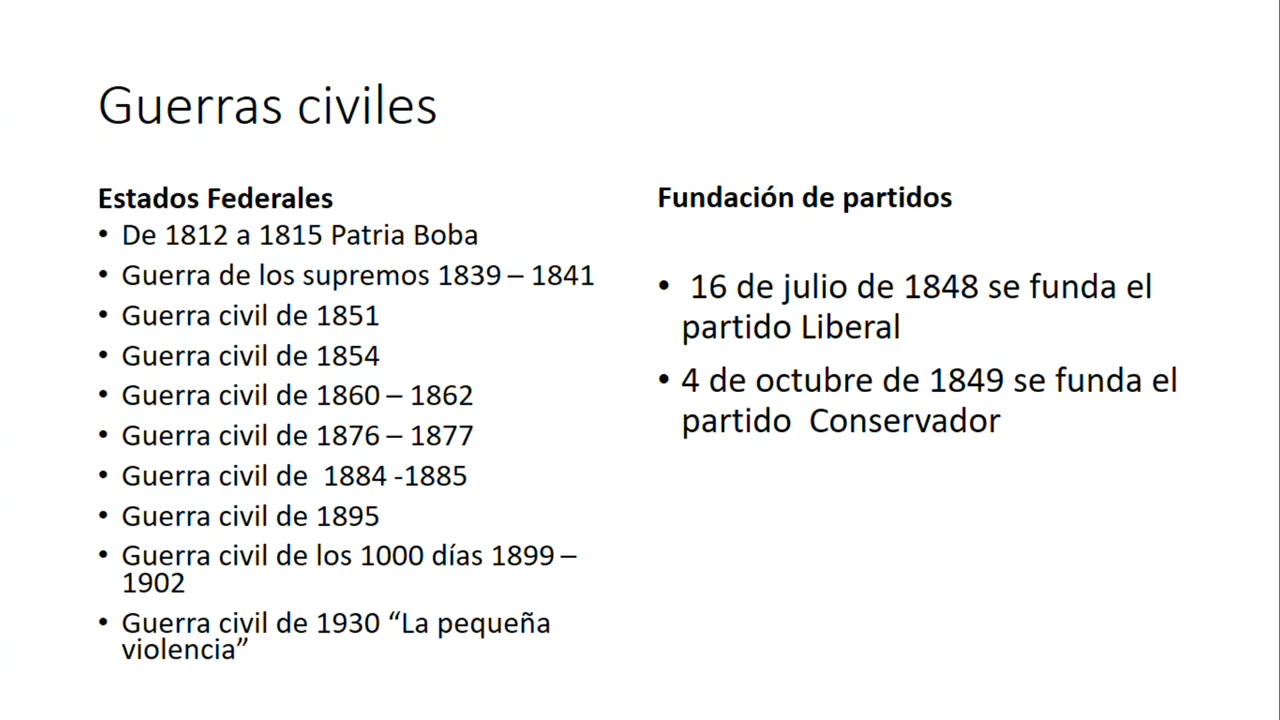 Guerras civiles
Estados Federales
• De 1812 a 1815 Patria Boba
• Guerra de los supremos 1839 – 1841
• Guerra civil de 1851
• Guerra civil de 1854
• Guerra civil de 1860 – 1862
• Guerra civil de 1876 – 1877
• Guerra civil de  1884 -1885
• Guerra civil de 1895
• Guerra civil de los 1000 días 1899 –
1902
• Guerra civil de 1930 “La pequeña
violencia”
Fundación de partidos
• 16 de julio de 1848 se funda el
partido Liberal
• 4 de octubre de 1849 se funda el
partido  Conservador